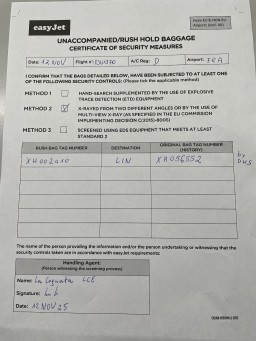 easyJet
UNACCOMPANIED/RUSH HOLD BAGGAGE
CERTIFICATE OF SECURITY MEASURES
Date: 12 NOV Flight n°: A/C Reg: D Airport:
I CONFIRM THAT THE BAGS DETAILED BELOW, HAVE BEEN SUBJECTED TO AT LEAST ONE
OF THE FOLLOWING SECURITY CONTROLS: (Please tick the applicable method)
METHOD 1 HAND-SEARCH SUPPLEMENTED BY THE USE OF EXPLOSIVE
TRACE DETECTION (ETD) EQUIPMENT
METHOD 2 X-RAYED FROM TWO DIFFERENT ANGLES OR BY THE USE OF
MULTI-VIEW X-RAY (AS SPECIFIED IN THE EU COMMISSION
IMPLEMENTING DECISION C(2015)-8005)
METHOD 3 SCREENED USING EDS EQUIPMENT THAT MEETS AT LEAST
STANDARD 2
RUSH BAG TAG NUMBER DESTINATION ORIGINAL BAG TAG NUMBER
(HISTORY)
LIN XH056552 by
The name of the person providing the information and/or the person undertaking or witnessing that the
security controls taken are in accordance with easyJet requirements:
Handling Agent:
(Person witnessing the screening process)
Name:
Signature:
Date: 12 NOV 25